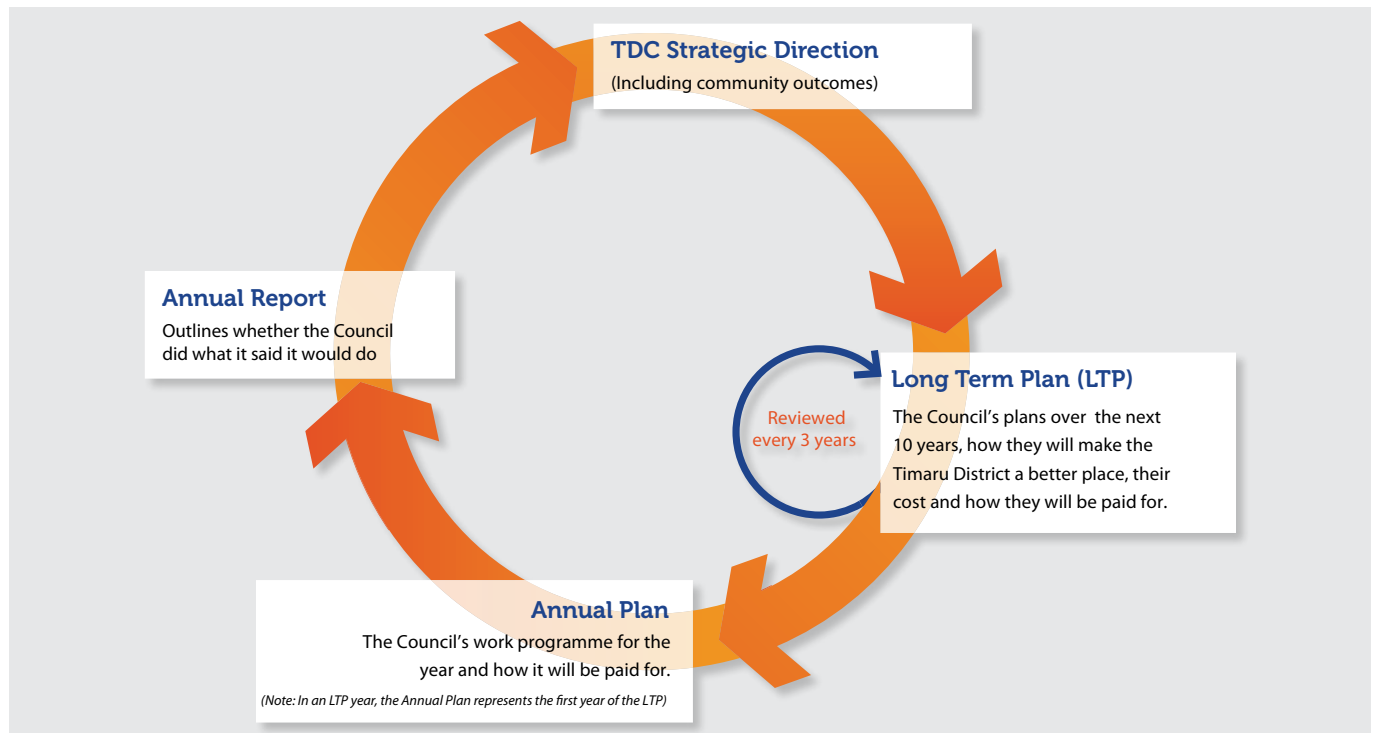 TDC Strategic Direction
(Including community outcomes)
Annual Report
Outlines whether the Council
did what it said it would do
Long Term Plan (LTP)
The Council’s plans over the next
10 years, how they will make the
Timaru District a better place, their
cost and how they will be paid for.
Reviewed
every 3 years
Annual Plan
The Council’s work programme for the
year and how it will be paid for.
(Note: In an LTP year, the Annual Plan represents the first year of the LTP)